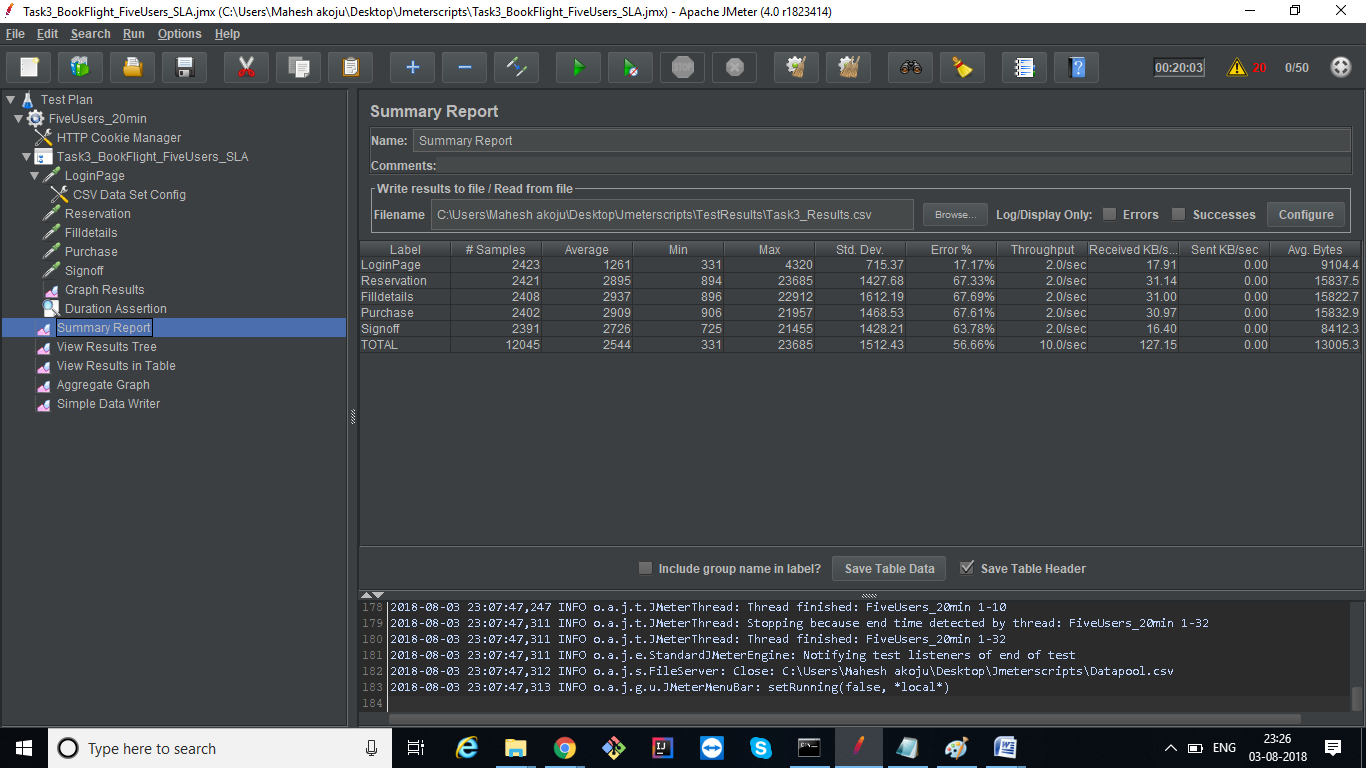 Task3_BookFlight_FiveUsers_SLA.jmx (C:\Users\Mahesh akoju\Desktop\Jmeterscripts\Task3_BookFlight_FiveUsers_SLA.jmx) - Apache JMeter (4.0 r1823414)
File Edit Search Run Options Help
STOP 00:20:03 20 0/50
Test Plan
FiveUsers_20min
HTTP Cookie Manager
Task3_BookFlight_FiveUsers_SLA
LoginPage
CSV Data Set Config
Reservation
Filldetails
Purchase
Signoff
Graph Results
Duration Assertion
Summary Report
View Results Tree
View Results in Table
Aggregate Graph
Simple Data Writer
Summary Report
Name: Summary Report
Comments:
Write results to file / Read from file
Filename C:\Users\Mahesh akoju\Desktop\Jmeterscripts\TestResults\Task3_Results.csv Browse... Log/Display Only: Errors Successes Configure
Label # Samples Average Min Max Std. Dev. Error % Throughput Received KB/s... Sent KB/sec Avg. Bytes
LoginPage 2423 1261 331 4320 715.37 17.17% 2.0/sec 17.91 0.00 9104.4
Reservation 2421 2895 894 23685 1427.68 67.33% 2.0/sec 31.14 0.00 15837.5
Filldetails 2408 2937 896 22912 1612.19 67.69% 2.0/sec 31.00 0.00 15822.7
Purchase 2402 2909 906 21957 1468.53 67.61% 2.0/sec 30.97 0.00 15832.9
Signoff 2391 2726 725 21455 1428.21 63.78% 2.0/sec 16.40 0.00 8412.3
TOTAL 12045 2544 331 23685 1512.43 56.66% 10.0/sec 127.15 0.00 13005.3
Include group name in label? Save Table Data Save Table Header
178 2018-08-03 23:07:47,247 INFO o.a.j.t.JMeterThread: Thread finished: FiveUsers_20min 1-10
179 2018-08-03 23:07:47,311 INFO o.a.j.t.JMeterThread: Stopping because end time detected by thread: FiveUsers_20min 1-32
180 2018-08-03 23:07:47,311 INFO o.a.j.t.JMeterThread: Thread finished: FiveUsers_20min 1-32
181 2018-08-03 23:07:47,311 INFO o.a.j.e.StandardJMeterEngine: Notifying test listeners of end of test
182 2018-08-03 23:07:47,312 INFO o.a.j.s.FileServer: Close: C:\Users\Mahesh akoju\Desktop\Jmeterscripts\Datapool.csv
183 2018-08-03 23:07:47,313 INFO o.a.j.g.u.JMeterMenuBar: setRunning(false, *local*)
184
Type here to search
ENG
23:26
03-08-2018